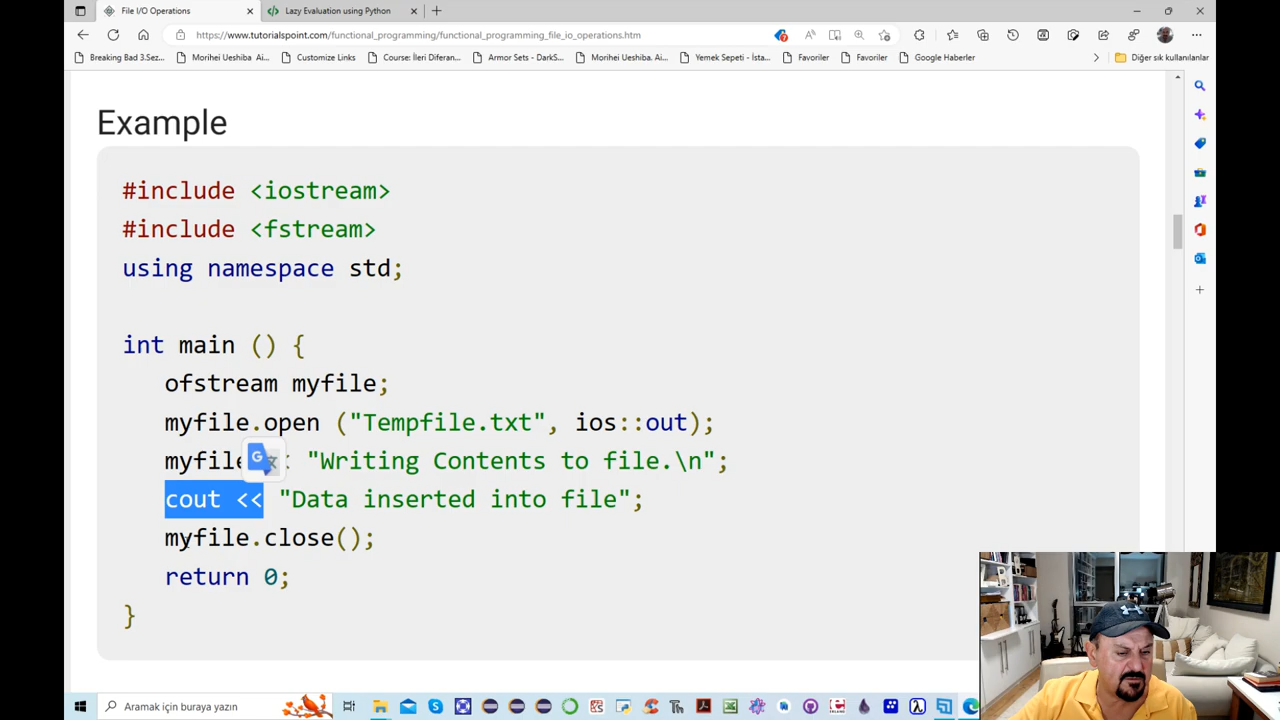 File I/O Operations
Lazy Evaluation using Python
https://www.tutorialspoint.com/functional_programming/functional_programming_file_io_operations.htm
Breaking Bad 3.Sez...
Morihei Ueshiba Ai...
Customize Links
Course: İleri Diferan...
Armor Sets - DarkS...
Morihei Ueshiba. Ai...
Yemek Sepeti - İsta...
Favoriler
Favoriler
Google Haberler
Diğer sık kullanılanlar
Example
#include <iostream>
#include <fstream>
using namespace std;
int main () {
ofstream myfile;
myfile.open ("Tempfile.txt", ios::out);
myfile "Writing Contents to file.\n";
cout << "Data inserted into file";
myfile.close();
return 0;
}
Aramak için buraya yazın